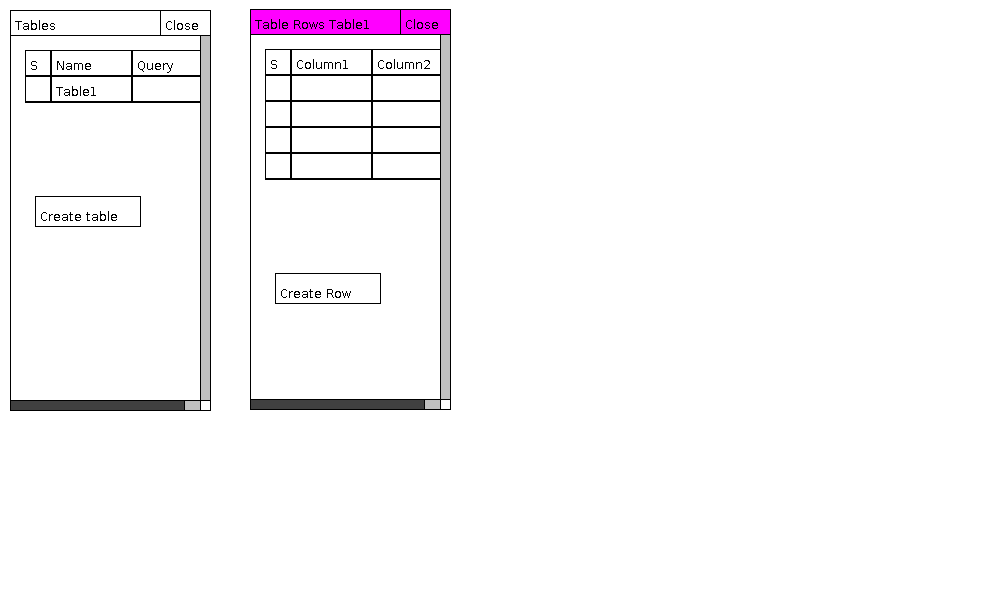 Tables Close
S Name Query
Table1
Create table
Table Rows Table1 Close
S Column1 Column2
Create Row